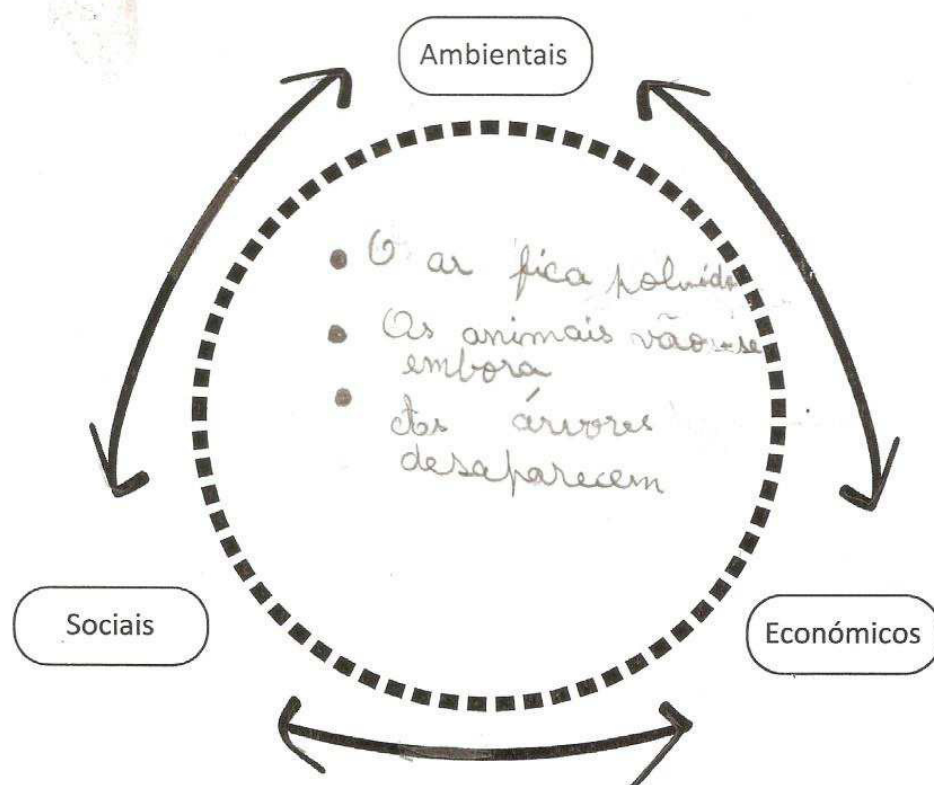 Ambientais
• O ar fica poluído
• Os animais vão-se
embora
• As árvores
desaparecem
Sociais
Económicos